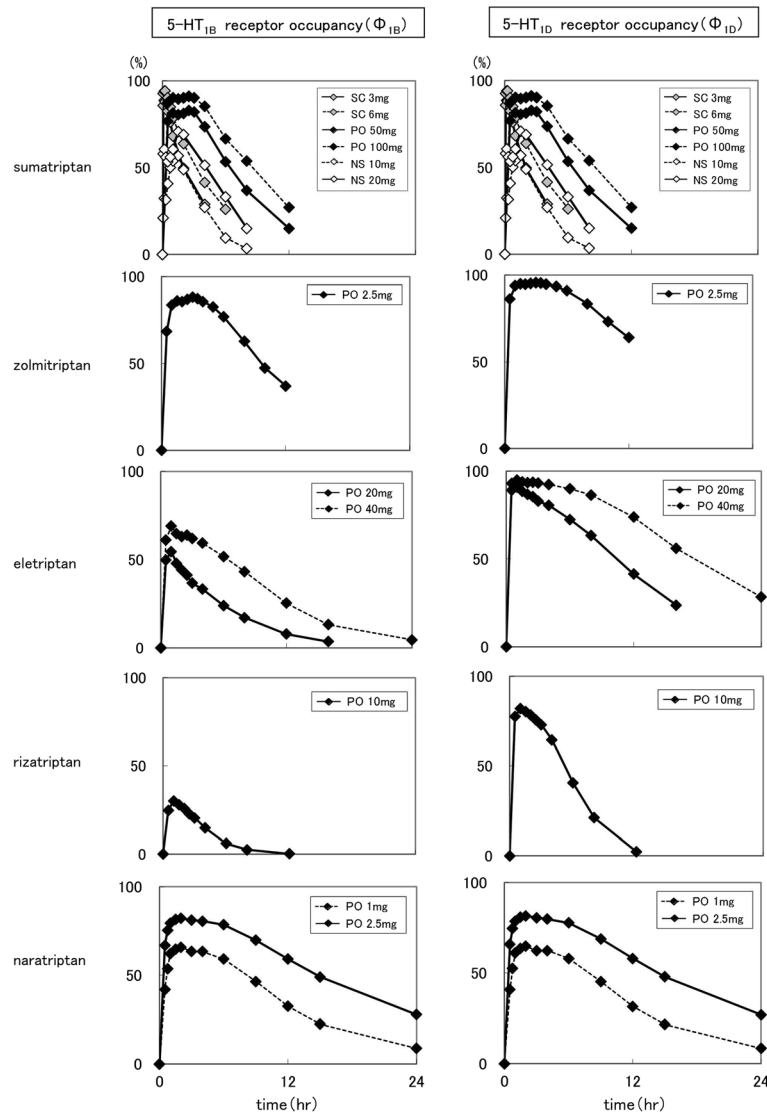 5-HT1B receptor occupancy(Φ1B)
5-HT1D receptor occupancy(Φ1D)
(%)
100
50
0
SC 3mg
SC 6mg
PO 50mg
PO 100mg
NS 10mg
NS 20mg
100
50
0
SC 3mg
SC 6mg
PO 50mg
PO 100mg
NS 10mg
NS 20mg
sumatriptan
100
50
0
PO 2.5mg
100
50
0
PO 2.5mg
zolmitriptan
100
50
0
PO 20mg
PO 40mg
100
50
0
PO 20mg
PO 40mg
eletriptan
100
50
0
PO 10mg
100
50
0
PO 10mg
rizatriptan
100
50
0
PO 1mg
PO 2.5mg
100
50
0
PO 1mg
PO 2.5mg
naratriptan
0 12 24
time(hr)
0 12 24
time(hr)